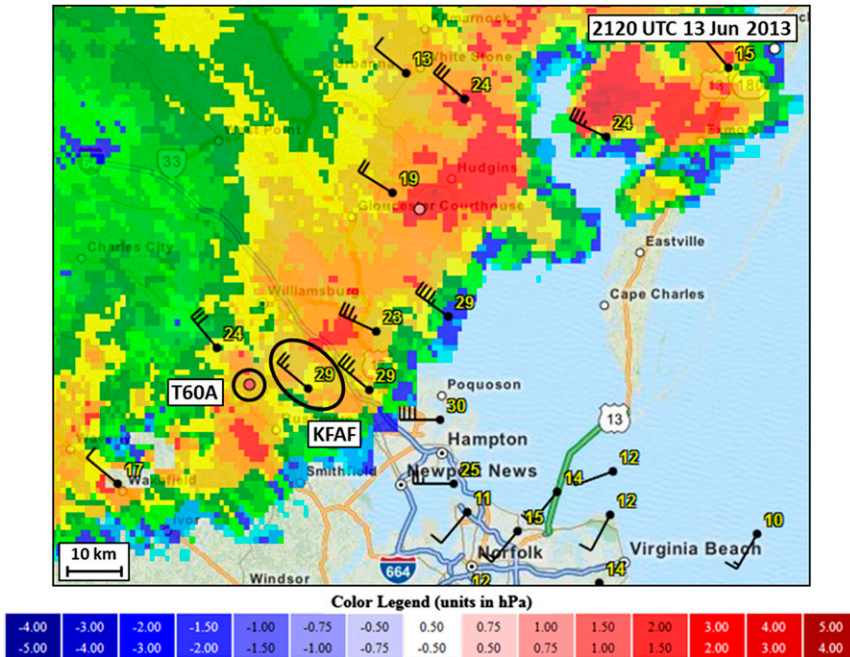 2120 UTC 13 Jun 2013
Kilmarnock
15
13
White Stone
24
Urbanna
13
180
24
Exmore
West Point
33
Hudgins
19
Gloucester Courthouse
Charles City
Eastville
Williamsburg
Cape Charles
29
23
24
T60A
29
29
Poquoson
30
13
KFAF
Hampton
Waverly
17
Wakefield
Smithfield
Newport News
25
14
12
Ivor
11
15
12
10
Norfolk
Virginia Beach
10 km
Windsor
664
12
14
Color Legend (units in hPa)
-4.00 -3.00 -2.00 -1.50 -1.00 -0.75 -0.50 0.50 0.75 1.00 1.50 2.00 3.00 4.00 5.00
-5.00 -4.00 -3.00 -2.00 -1.50 -1.00 -0.75 -0.50 0.50 0.75 1.00 1.50 2.00 3.00 4.00